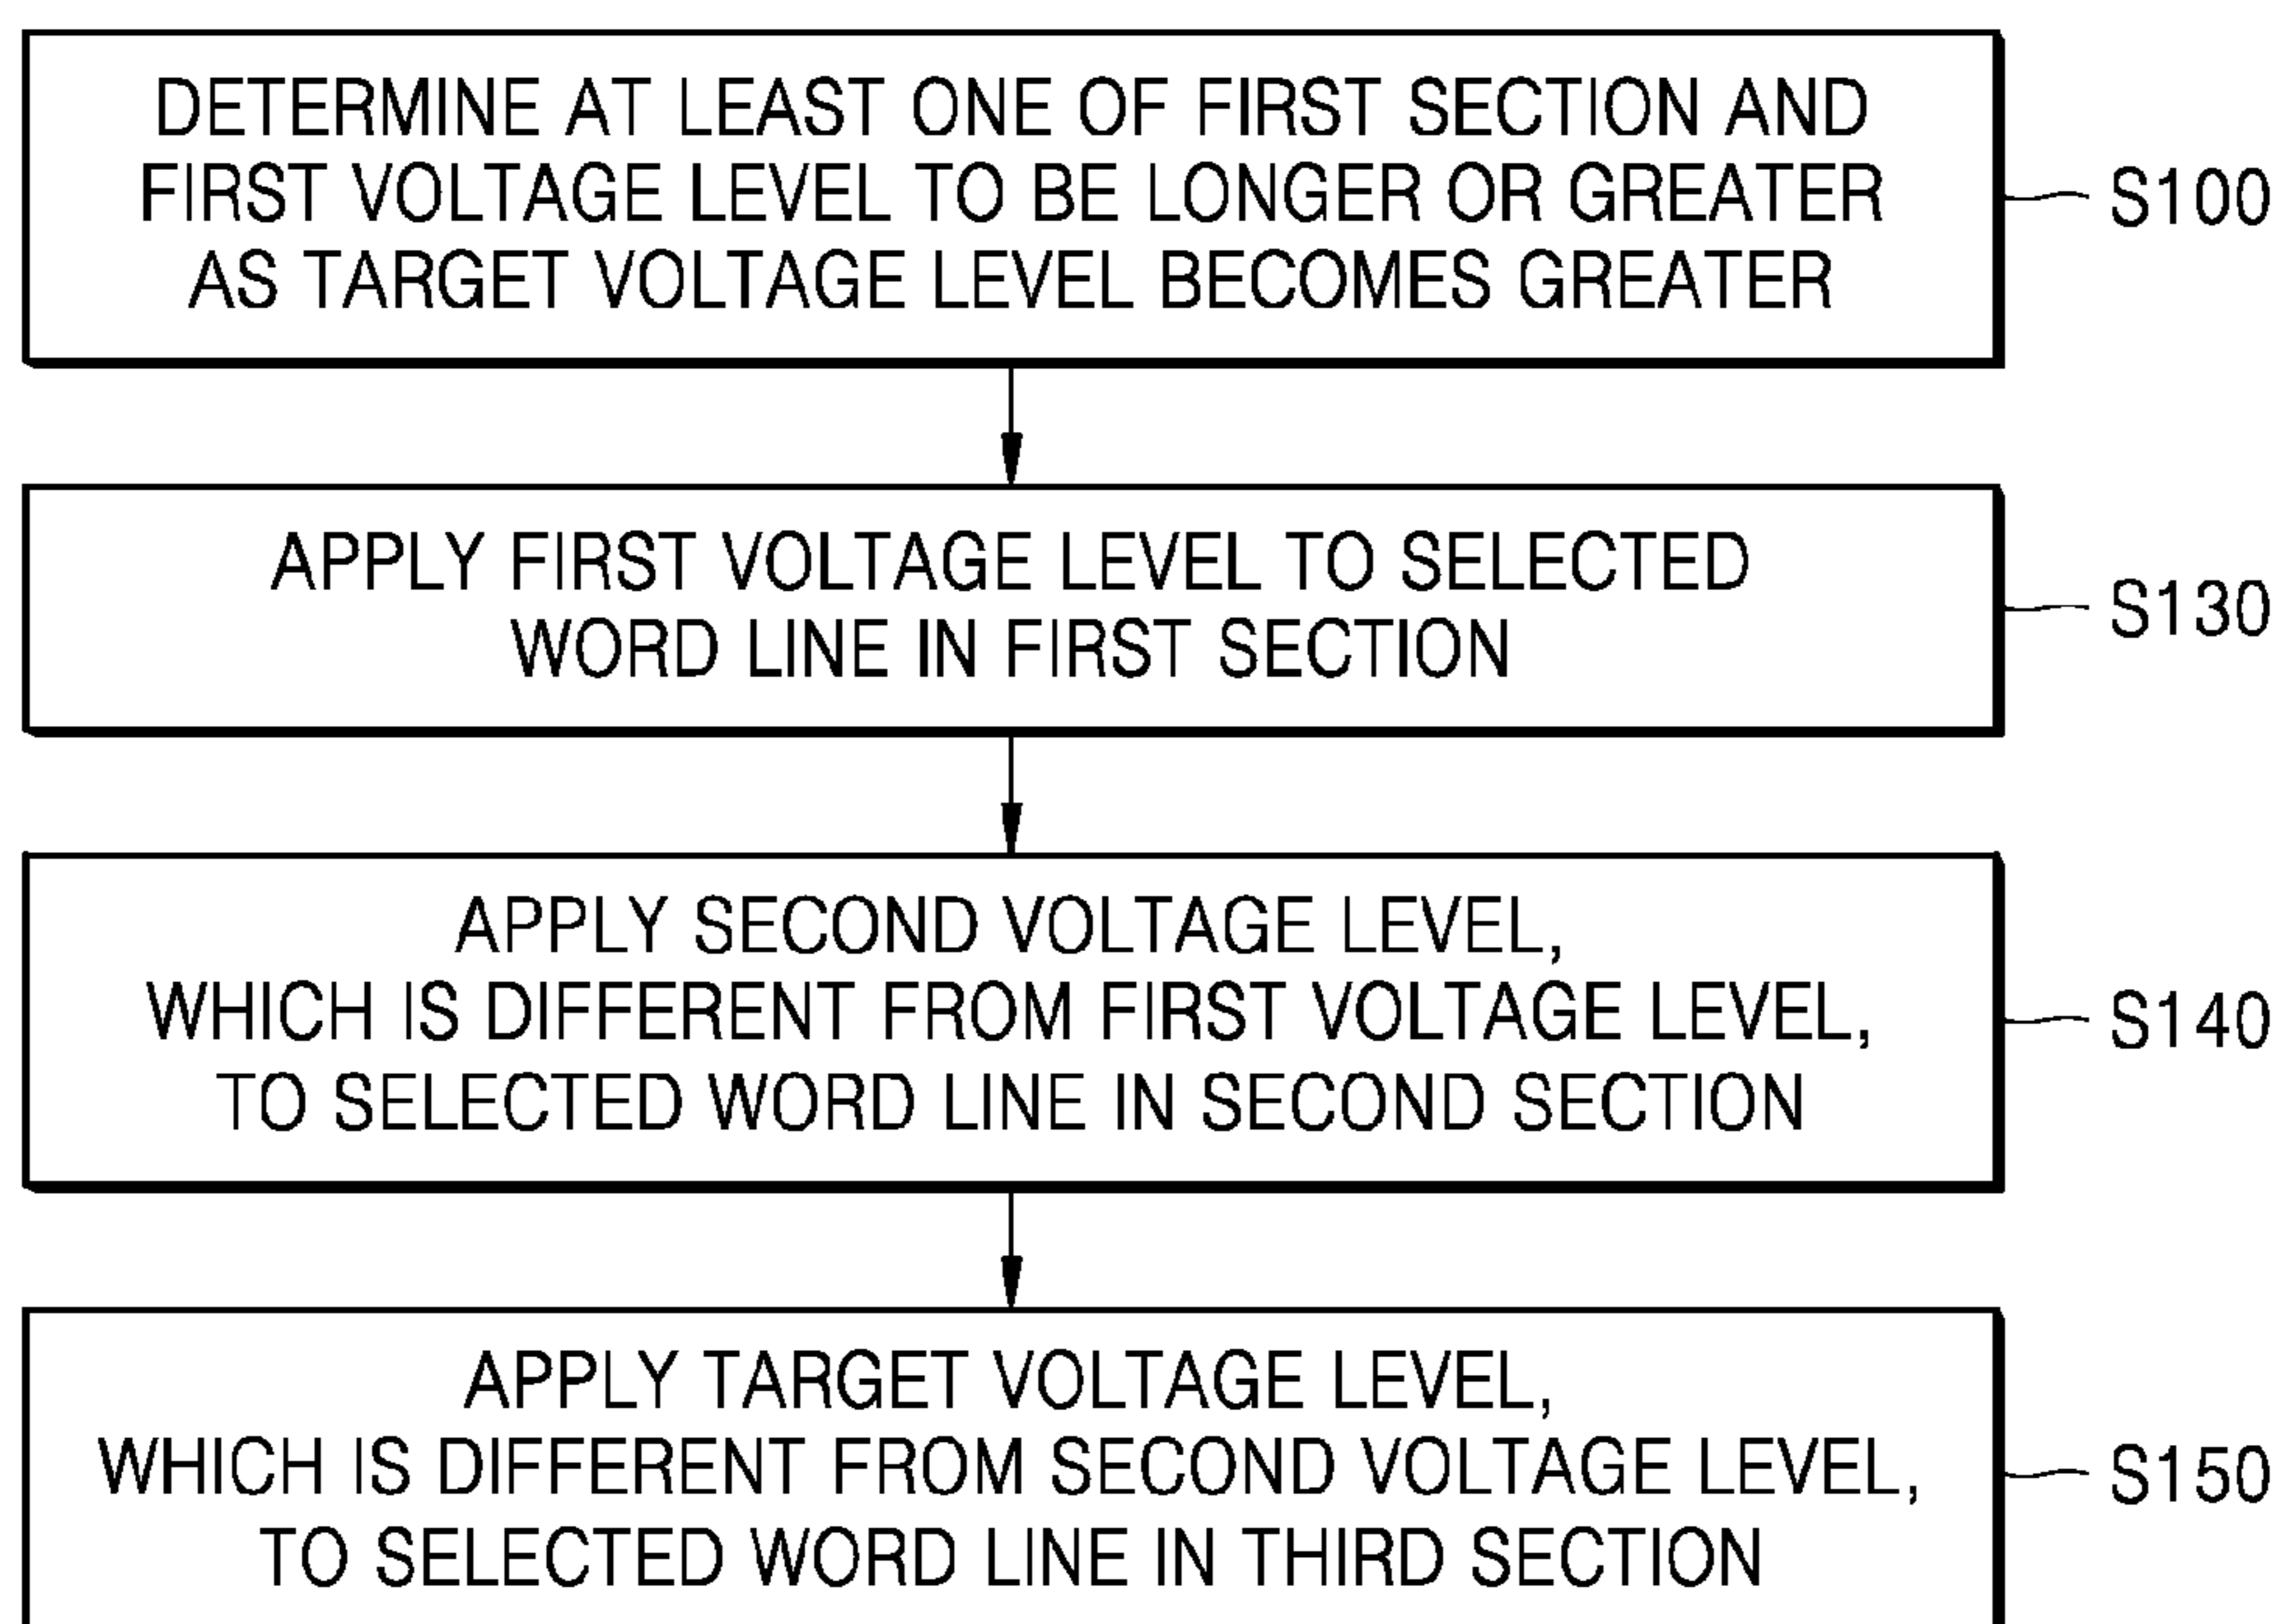 DETERMINE AT LEAST ONE OF FIRST SECTION AND
FIRST VOLTAGE LEVEL TO BE LONGER OR GREATER
AS TARGET VOLTAGE LEVEL BECOMES GREATER
S100
APPLY FIRST VOLTAGE LEVEL TO SELECTED
WORD LINE IN FIRST SECTION
S130
APPLY SECOND VOLTAGE LEVEL,
WHICH IS DIFFERENT FROM FIRST VOLTAGE LEVEL,
TO SELECTED WORD LINE IN SECOND SECTION
S140
APPLY TARGET VOLTAGE LEVEL,
WHICH IS DIFFERENT FROM SECOND VOLTAGE LEVEL,
TO SELECTED WORD LINE IN THIRD SECTION
S150